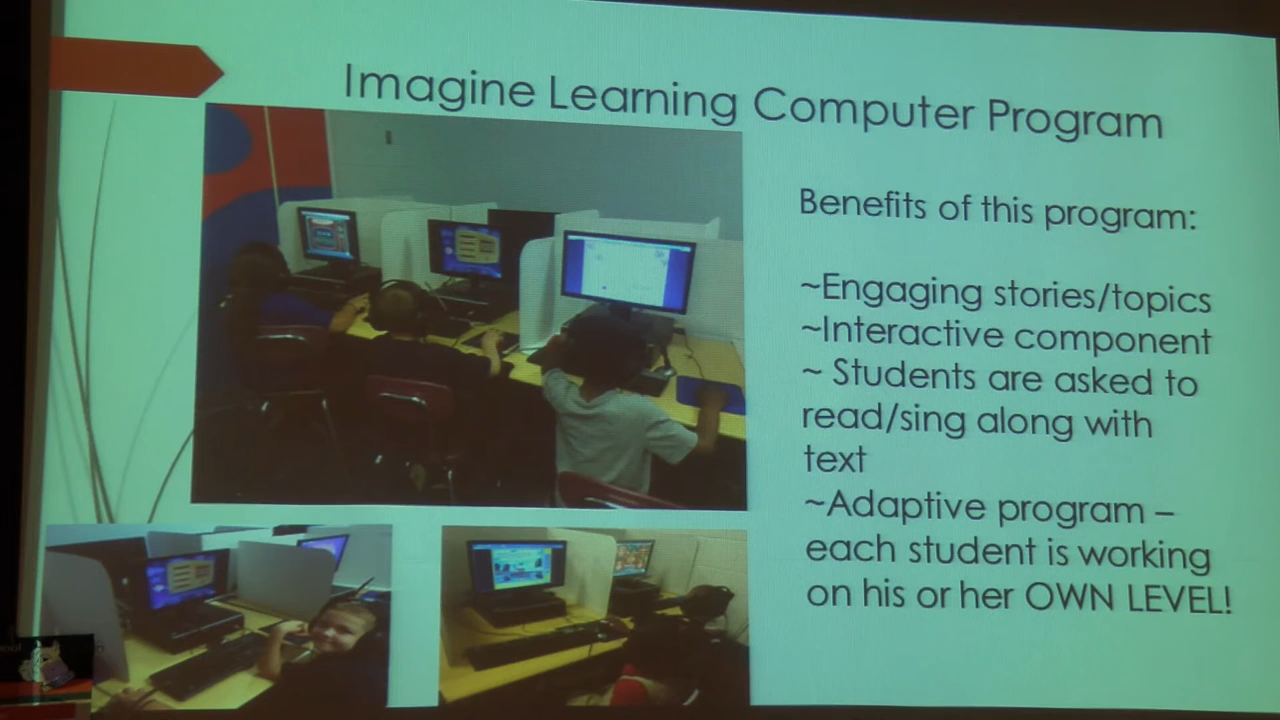 Imagine Learning Computer Program
Benefits of this program:
~Engaging stories/topics
~Interactive component
~ Students are asked to
read/sing along with
text
~Adaptive program –
each student is working
on his or her OWN LEVEL!